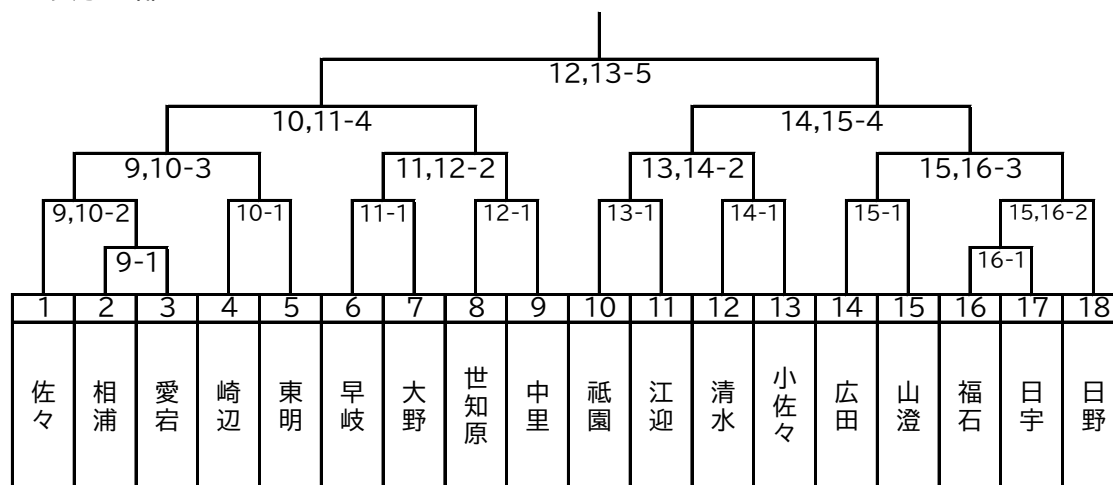 12,13-5
10,11-4 14,15-4
9,10-3 11,12-2 13,14-2 15,16-3
9,10-2 10-1 11-1 12-1 13-1 14-1 15-1 15,16-2
9-1 16-1
1 2 3 4 5 6 7 8 9 10 11 12 13 14 15 16 17 18
佐々 相浦 愛宕 崎辺 東明 早岐 大野 世知原 中里 祇園 江迎 清水 小佐々 広田 山澄 福石 日宇 日野